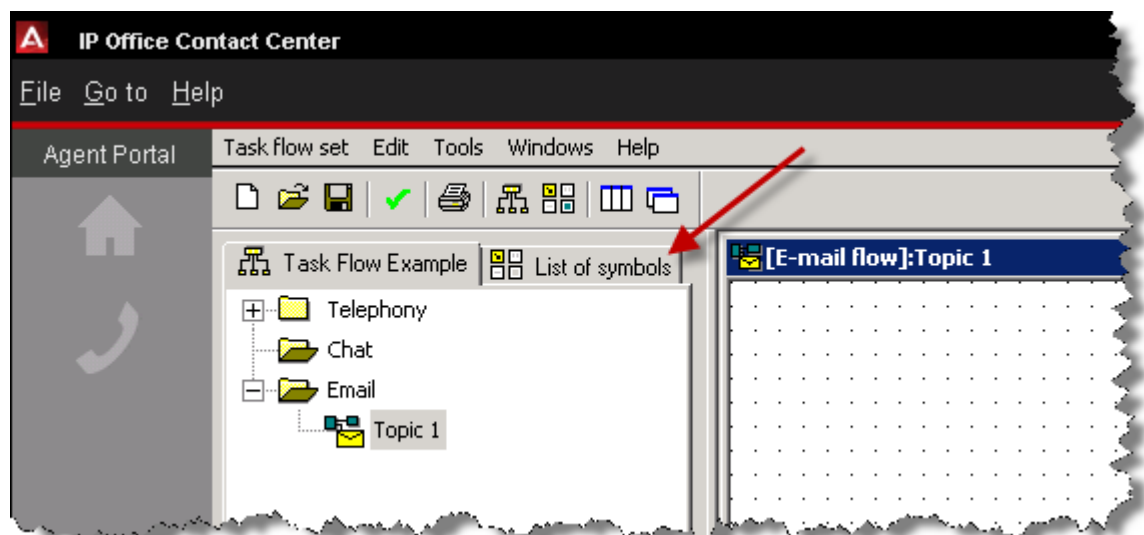 IP Office Contact Center
File Go to Help
Agent Portal
Task flow set Edit Tools Windows Help
Task Flow Example
List of symbols
[E-mail flow]:Topic 1
Telephony
Chat
Email
Topic 1